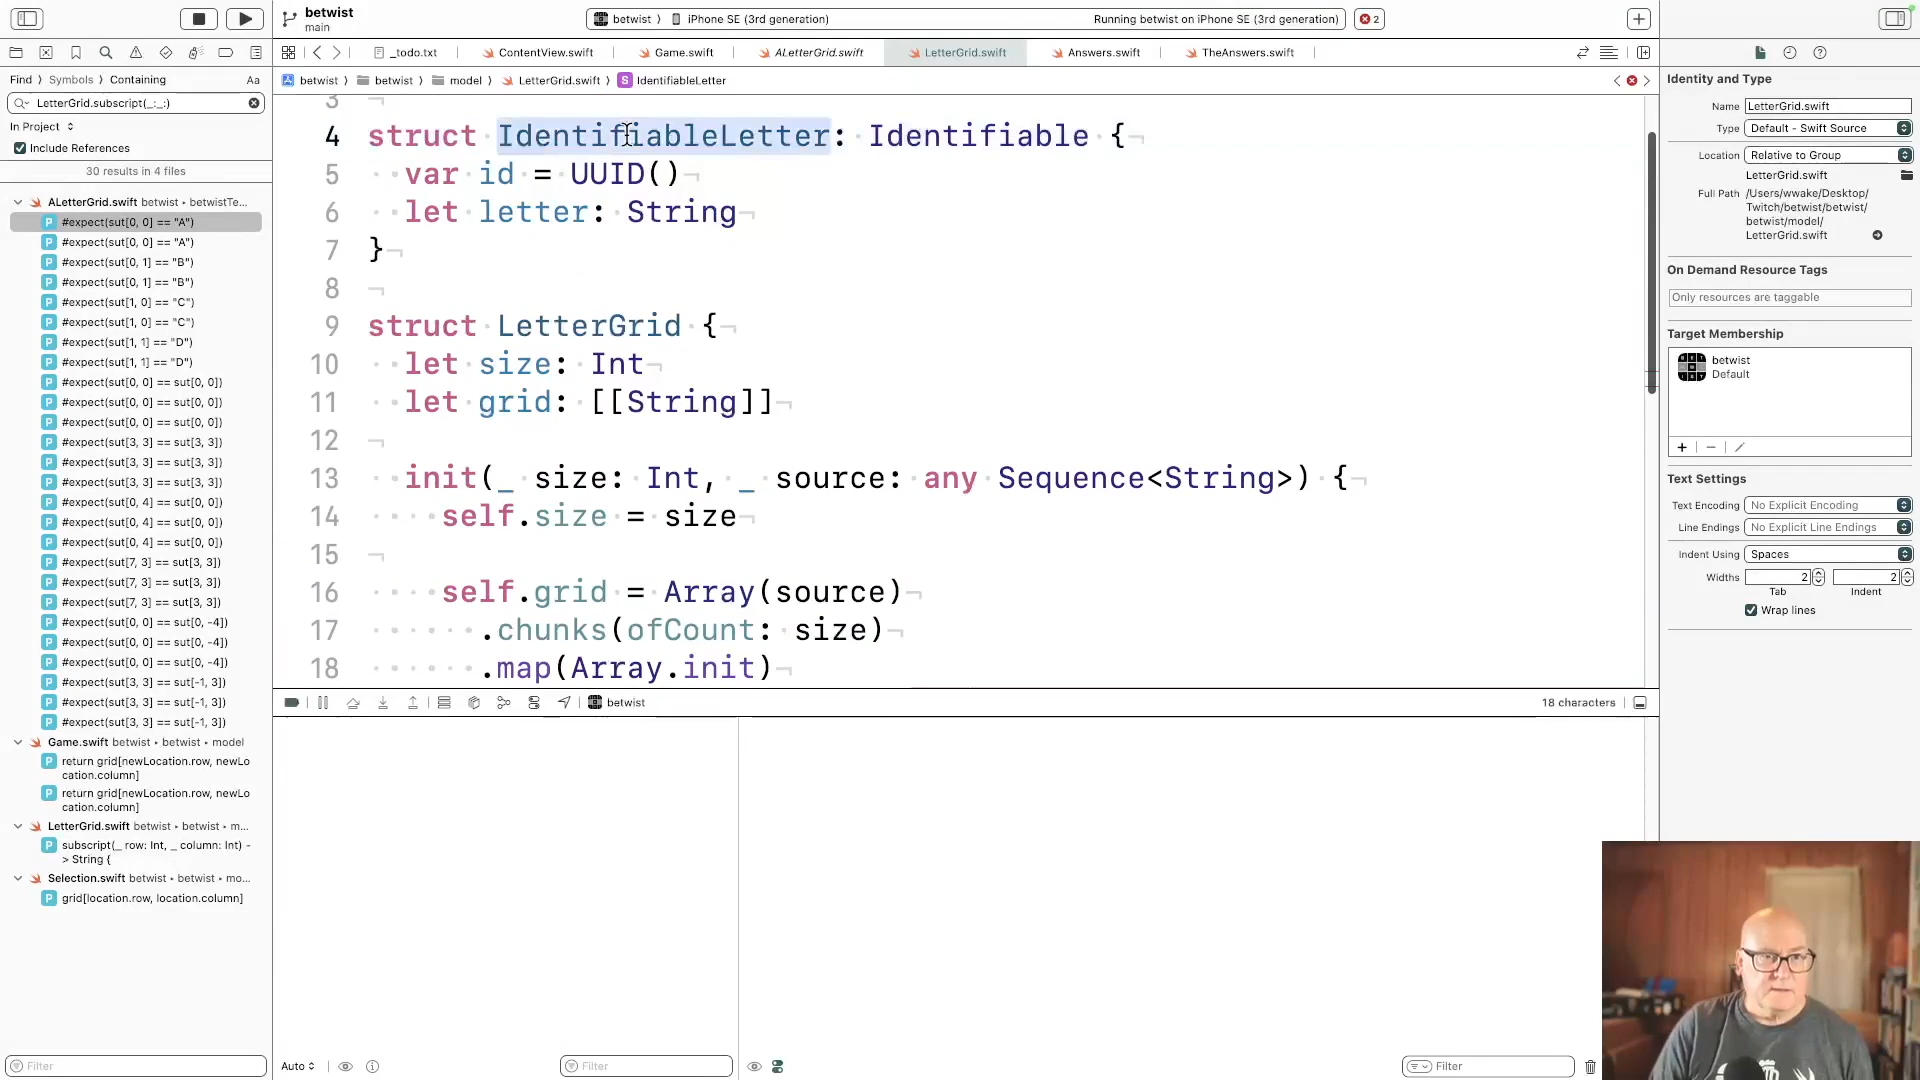 betwist
main
betwist
iPhone SE (3rd generation)
Running betwist on iPhone SE (3rd generation)
2
_todo.txt
ContentView.swift
Game.swift
ALetterGrid.swift
LetterGrid.swift
Answers.swift
TheAnswers.swift
Find
Symbols
Containing
Aa
betwist
betwist
model
LetterGrid.swift
S
IdentifiableLetter
LetterGrid.subscript(_:_:)
In Project
Include References
30 results in 4 files
ALetterGrid.swift betwist • betwistTe...
P #expect(sut[0, 0] == "A")
P #expect(sut[0, 0] == "A")
P #expect(sut[0, 1] == "B")
P #expect(sut[0, 1] == "B")
P #expect(sut[1, 0] == "C")
P #expect(sut[1, 0] == "C")
P #expect(sut[1, 1] == "D")
P #expect(sut[1, 1] == "D")
P #expect(sut[0, 0] == sut[0, 0])
P #expect(sut[0, 0] == sut[0, 0])
P #expect(sut[0, 0] == sut[0, 0])
P #expect(sut[3, 3] == sut[3, 3])
P #expect(sut[3, 3] == sut[3, 3])
P #expect(sut[3, 3] == sut[3, 3])
P #expect(sut[0, 4] == sut[0, 0])
P #expect(sut[0, 4] == sut[0, 0])
P #expect(sut[0, 4] == sut[0, 0])
P #expect(sut[7, 3] == sut[3, 3])
P #expect(sut[7, 3] == sut[3, 3])
P #expect(sut[7, 3] == sut[3, 3])
P #expect(sut[0, 0] == sut[0, -4])
P #expect(sut[0, 0] == sut[0, -4])
P #expect(sut[0, 0] == sut[0, -4])
P #expect(sut[3, 3] == sut[-1, 3])
P #expect(sut[3, 3] == sut[-1, 3])
P #expect(sut[3, 3] == sut[-1, 3])
Game.swift betwist • betwist • model
P return grid[newLocation.row, newLo
cation.column]
P return grid[newLocation.row, newLo
cation.column]
LetterGrid.swift betwist • betwist • m...
P subscript(_ row: Int, _ column: Int) -
> String {
Selection.swift betwist • betwist • mo...
P grid[location.row, location.column]
Filter
3
4 struct IdentifiableLetter: Identifiable {
5 var id = UUID()
6 let letter: String
7 }
8
9 struct LetterGrid {
10 let size: Int
11 let grid: [[String]]
12
13 init(_ size: Int, _ source: any Sequence<String>) {
14 self.size = size
15
16 self.grid = Array(source)
17 .chunks(ofCount: size)
18 .map(Array.init)
betwist
18 characters
Auto
Filter
Filter
Identity and Type
Name LetterGrid.swift
Type Default - Swift Source
Location Relative to Group
LetterGrid.swift
Full Path /Users/wwake/Desktop/
Twitch/betwist/betwist/
betwist/model/
LetterGrid.swift
On Demand Resource Tags
Only resources are taggable
Target Membership
betwist
Default
Text Settings
Text Encoding No Explicit Encoding
Line Endings No Explicit Line Endings
Indent Using Spaces
Widths 2 2
Tab Indent
Wrap lines